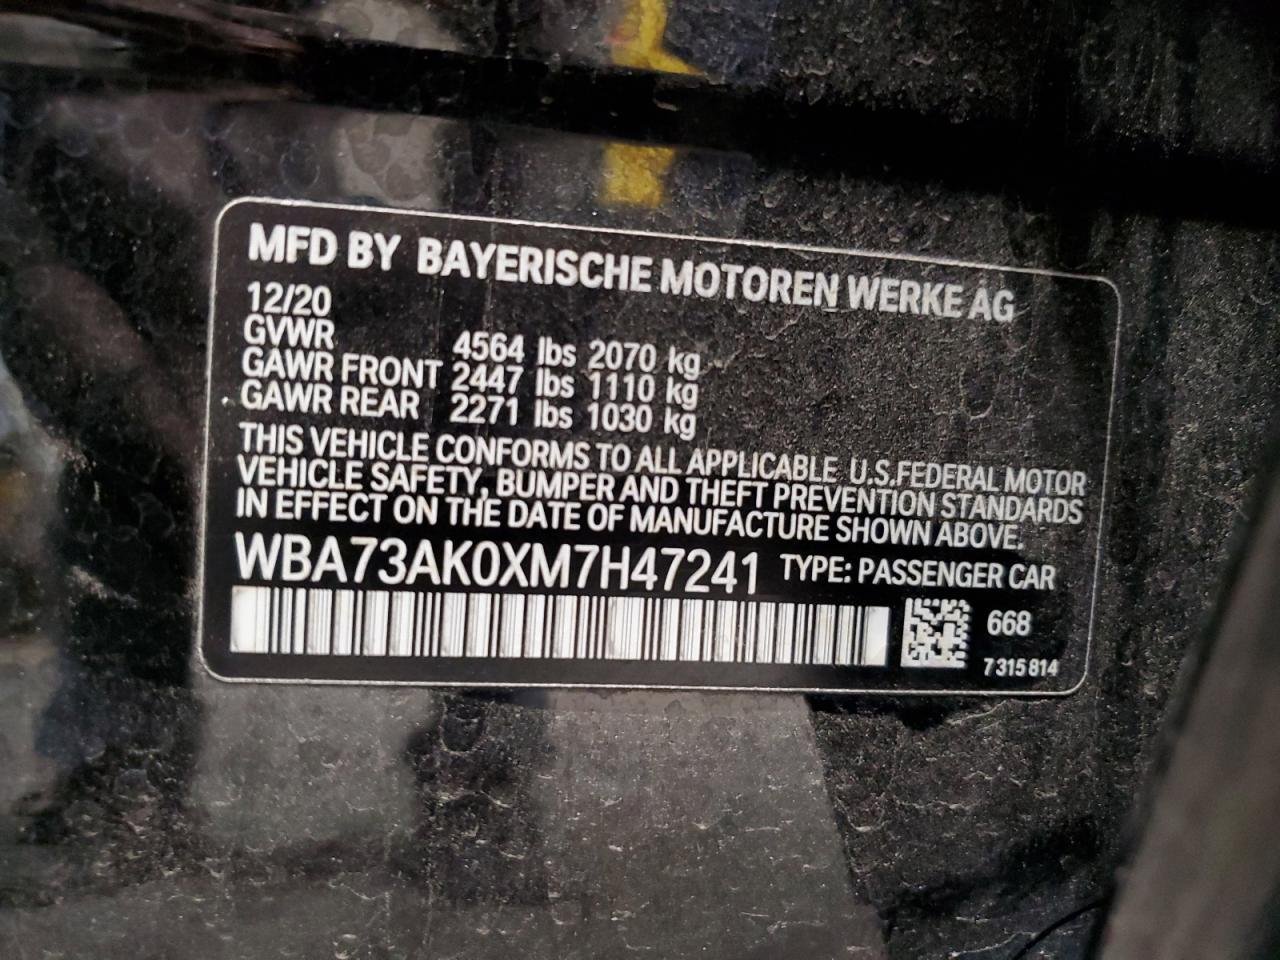 MFD BY BAYERISCHE MOTOREN WERKE AG
12/20
GVWR 4564 lbs 2070 kg
GAWR FRONT 2447 lbs 1110 kg
GAWR REAR 2271 lbs 1030 kg
THIS VEHICLE CONFORMS TO ALL APPLICABLE U.S.FEDERAL MOTOR
VEHICLE SAFETY, BUMPER AND THEFT PREVENTION STANDARDS
IN EFFECT ON THE DATE OF MANUFACTURE SHOWN ABOVE.
WBA73AK0XM7H47241 TYPE: PASSENGER CAR
668
7 315 814